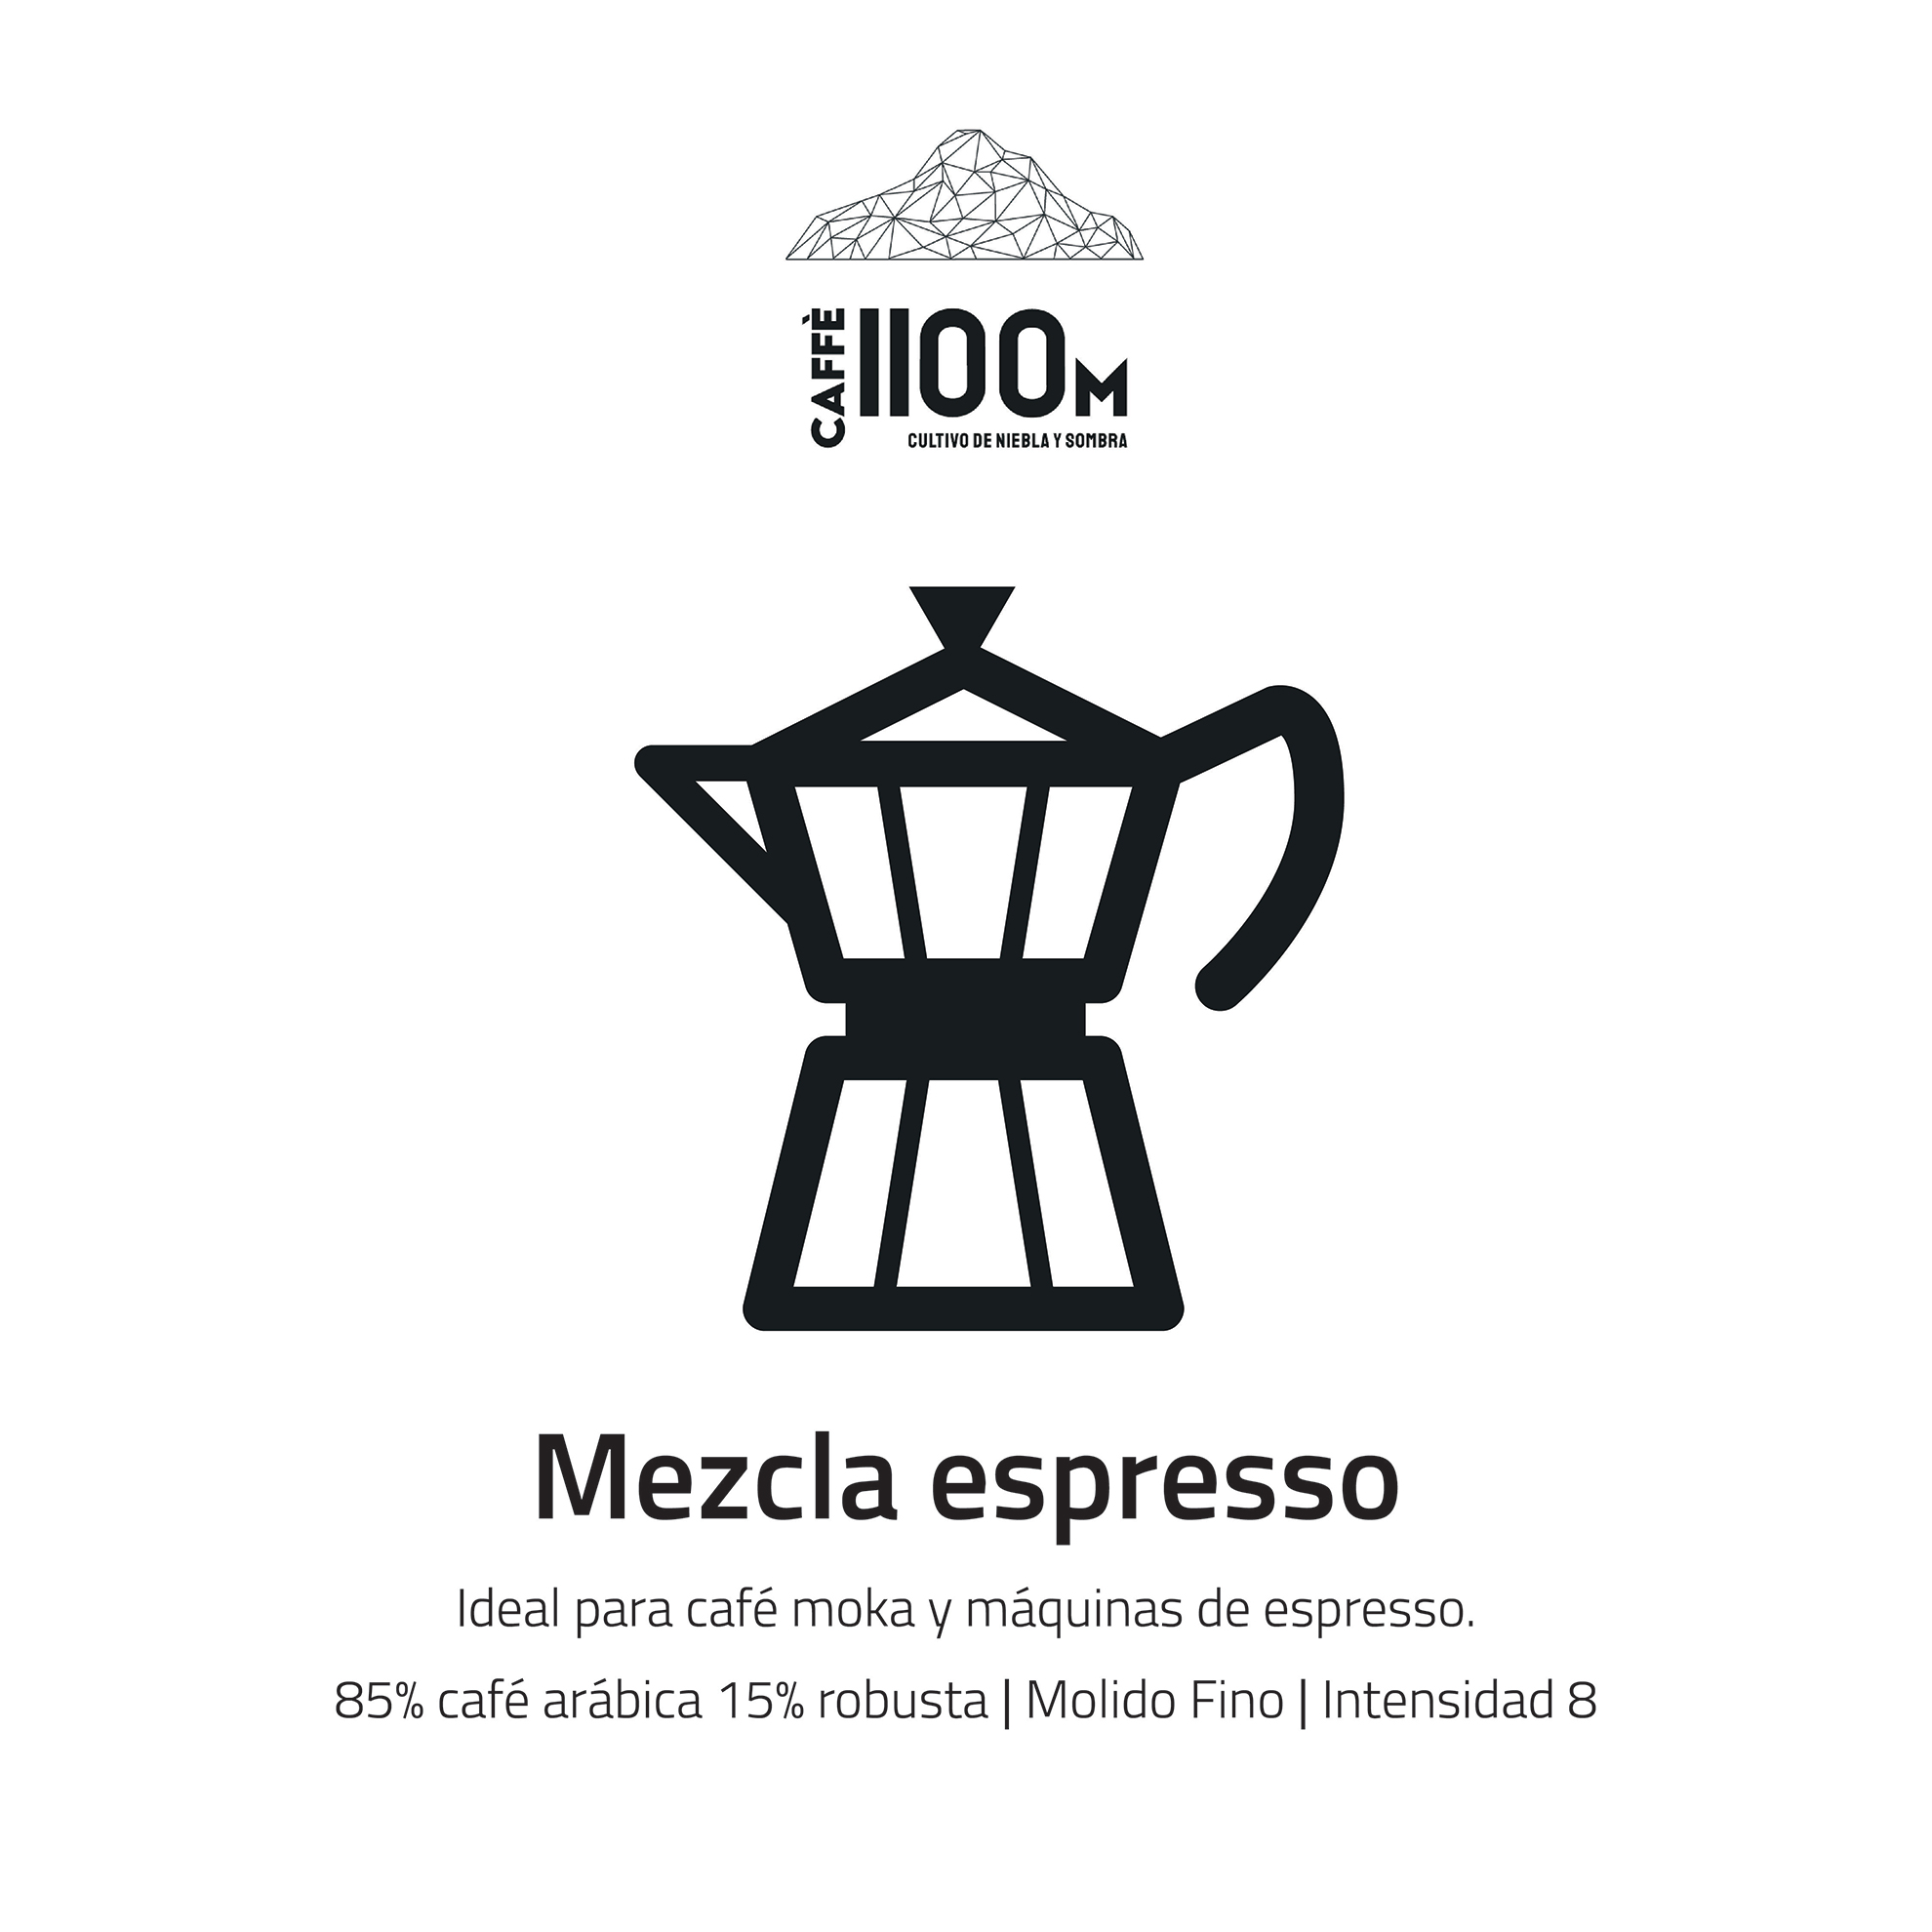 CAFFÈ
1100M
CULTIVO DE NIEBLA Y SOMBRA
Mezcla espresso
Ideal para café moka y máquinas de espresso.
85% café arábica 15% robusta | Molido Fino | Intensidad 8